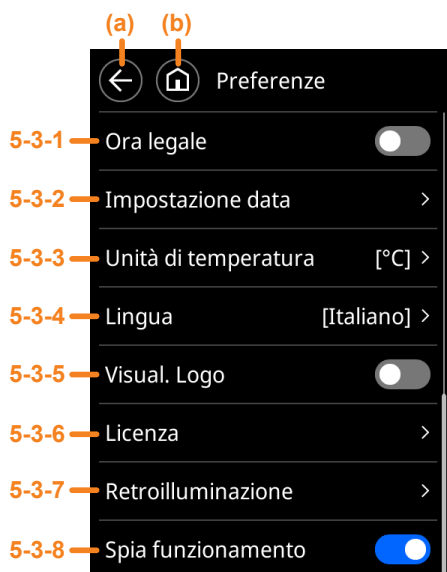 (a) (b)
Preferenze
5-3-1 Ora legale
5-3-2 Impostazione data
5-3-3 Unità di temperatura [°C]
5-3-4 Lingua [Italiano]
5-3-5 Visual. Logo
5-3-6 Licenza
5-3-7 Retroilluminazione
5-3-8 Spia funzionamento